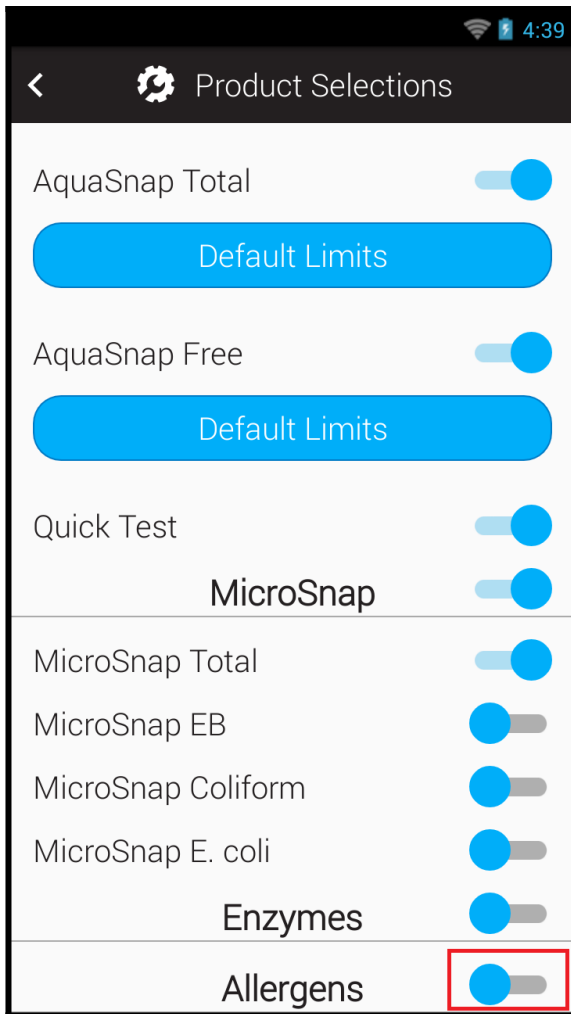 4:39
Product Selections
AquaSnap Total
Default Limits
AquaSnap Free
Default Limits
Quick Test
MicroSnap
MicroSnap Total
MicroSnap EB
MicroSnap Coliform
MicroSnap E. coli
Enzymes
Allergens